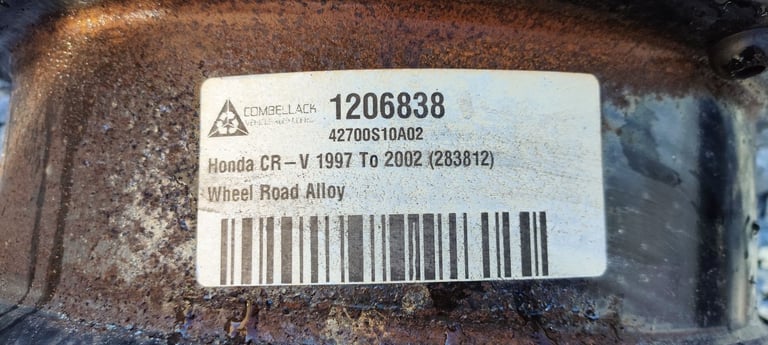 COMBELLACK
1206838
42700S10A02
Honda CR-V 1997 To 2002 (283812)
Wheel Road Alloy